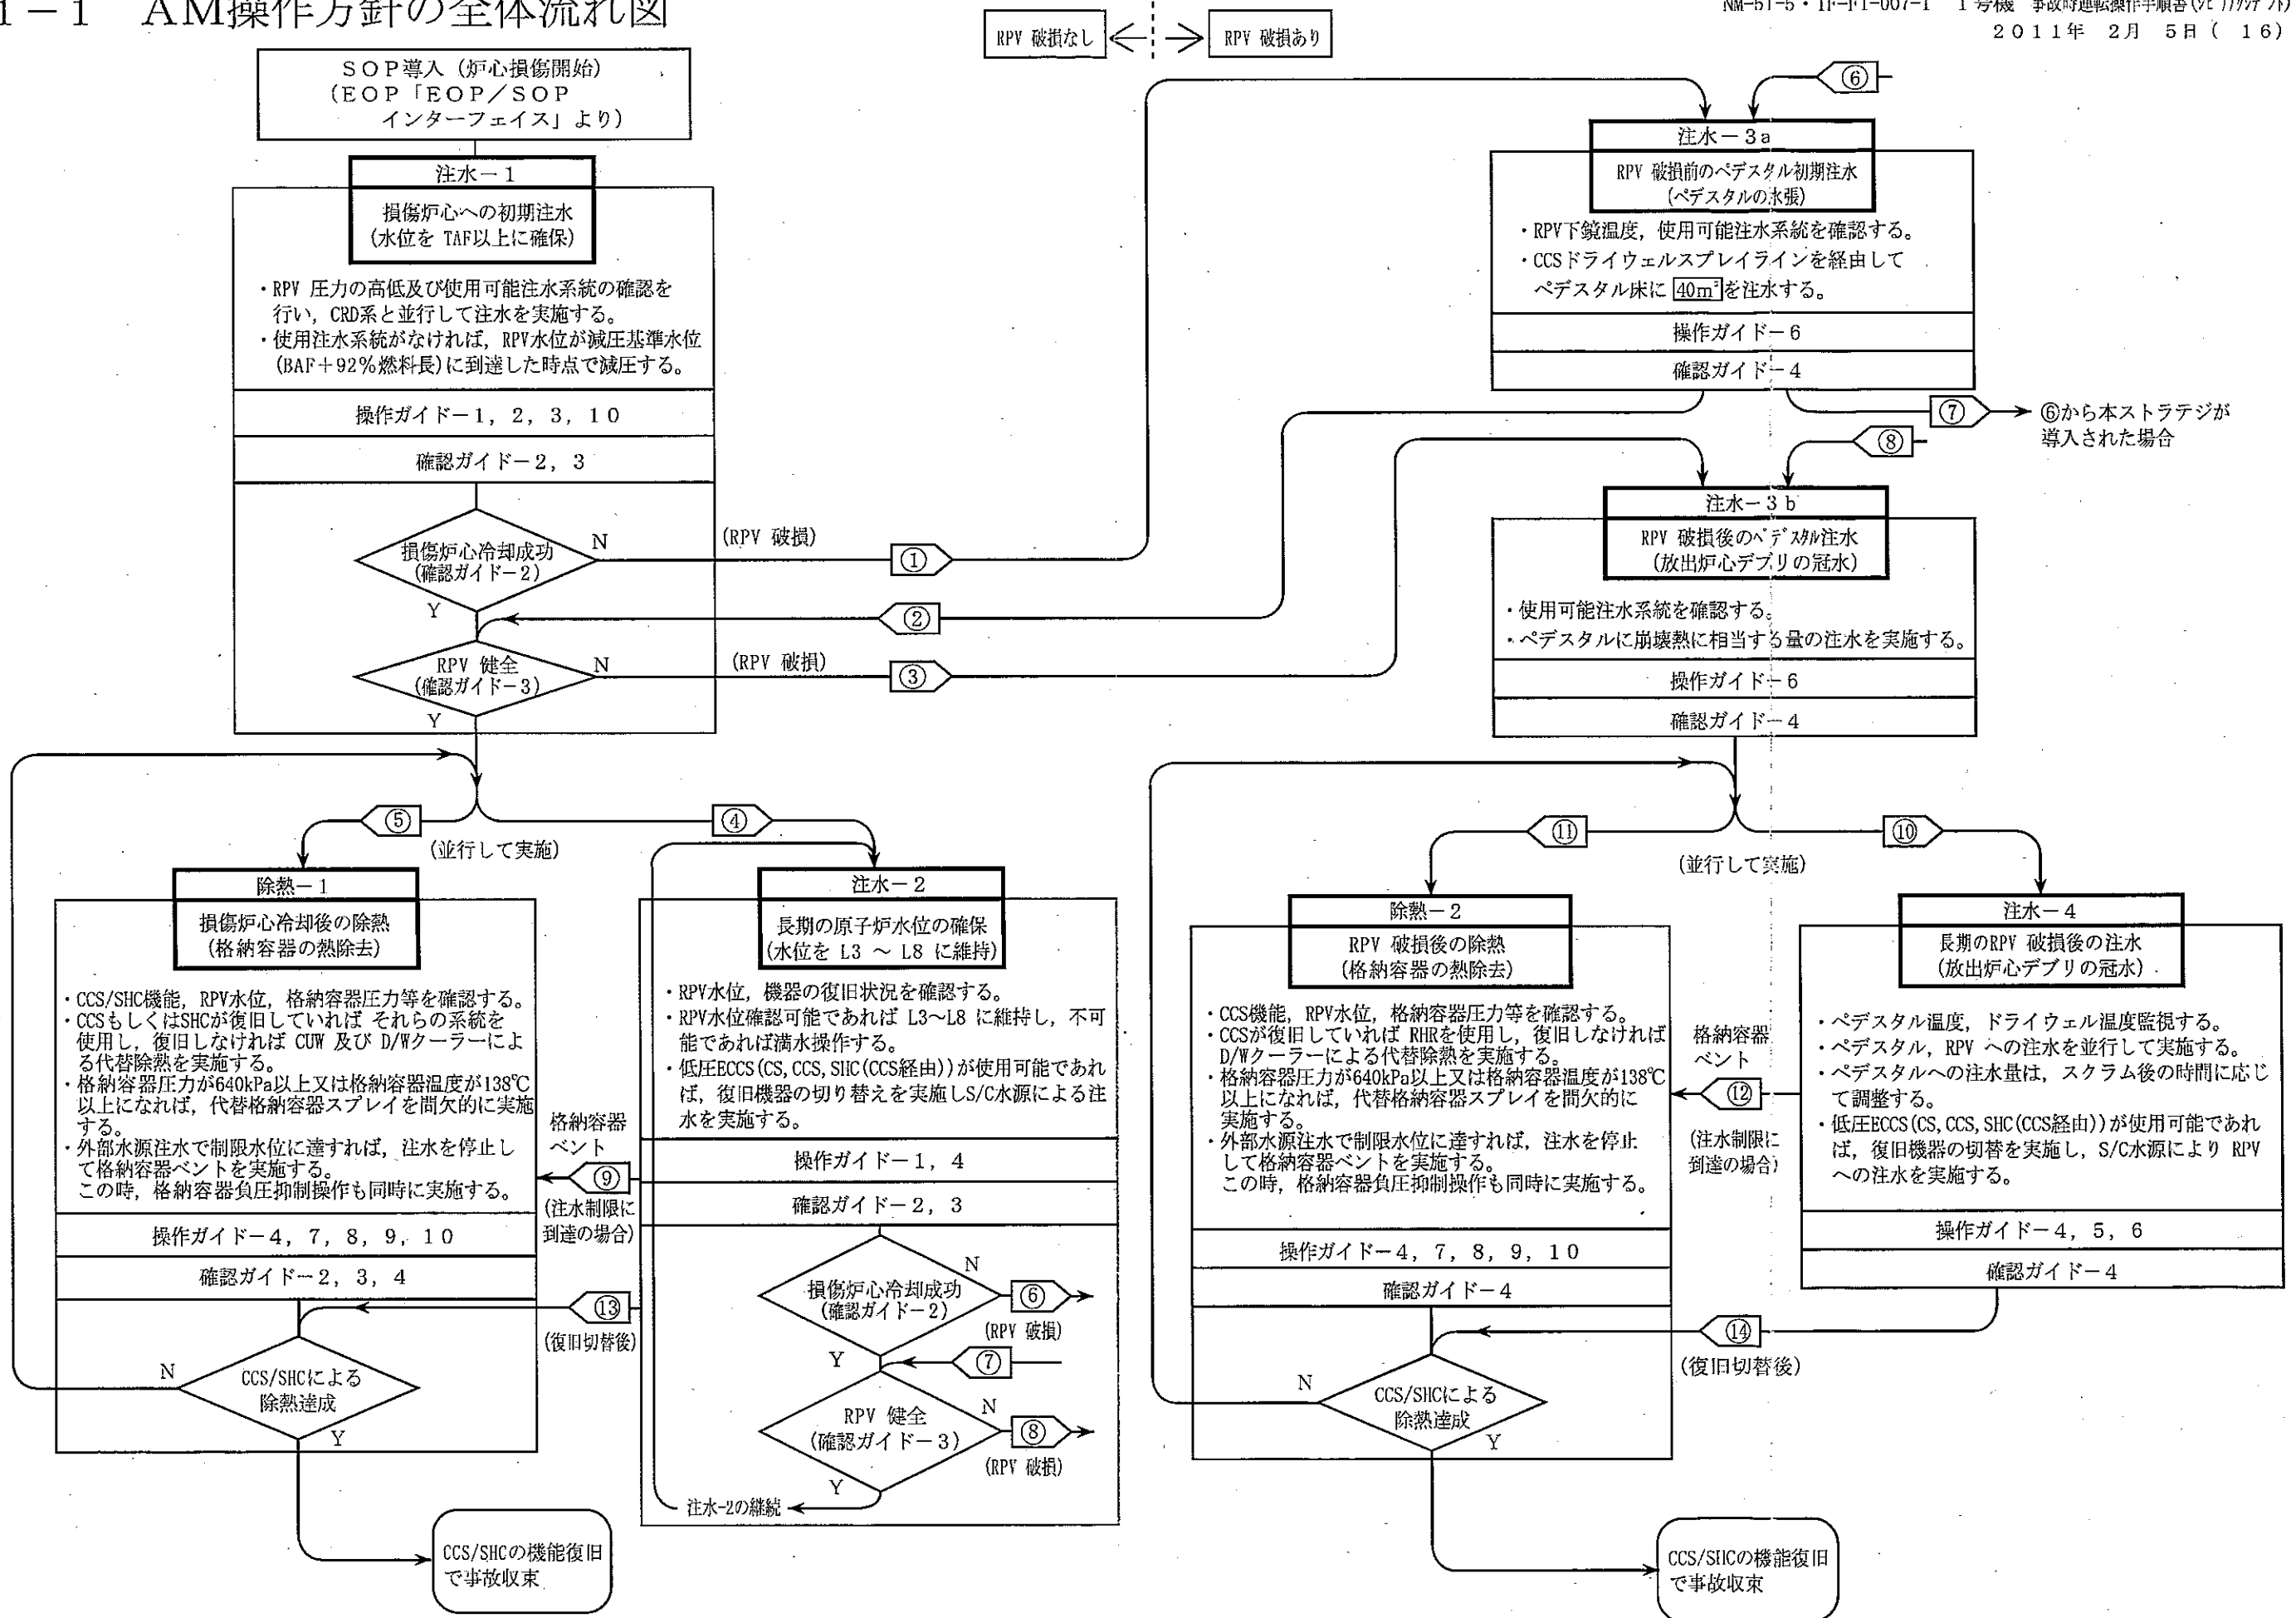 1－1　AM操作方針の全体流れ図
NM-51-5・1F-F1-007-1　1号機　事故時運転操作手順書(ｼﾋﾞｱｱｸｼﾃﾞﾝﾄ)
2011年　2月　5日（　16）
RPV 破損なし
RPV 破損あり
SOP導入（炉心損傷開始）
（EOP「EOP／SOP
インターフェイス」より）
注水－1
損傷炉心への初期注水
(水位を TAF以上に確保)
・RPV 圧力の高低及び使用可能注水系統の確認を
行い, CRD系と並行して注水を実施する。
・使用注水系統がなければ, RPV水位が減圧基準水位
(BAF＋92％燃料長)に到達した時点で減圧する。
操作ガイド－1, 2, 3, 10
確認ガイド－2, 3
損傷炉心冷却成功
(確認ガイド－2)
N
(RPV 破損)
①
Y
②
RPV 健全
(確認ガイド－3)
N
(RPV 破損)
③
Y
⑥
注水－3a
RPV 破損前のペデスタル初期注水
(ペデスタルの水張)
・RPV下鏡温度, 使用可能注水系統を確認する。
・CCSドライウェルスプレイラインを経由して
ペデスタル床に 40m³を注水する。
操作ガイド－6
確認ガイド－4
⑦
⑥から本ストラテジが
導入された場合
⑧
注水－3b
RPV 破損後のペデスタル注水
(放出炉心デブリの冠水)
・使用可能注水系統を確認する。
・ペデスタルに崩壊熱に相当する量の注水を実施する。
操作ガイド－6
確認ガイド－4
⑤
④
(並行して実施)
除熱－1
損傷炉心冷却後の除熱
(格納容器の熱除去)
・CCS/SHC機能, RPV水位, 格納容器圧力等を確認する。
・CCSもしくはSHCが復旧していれば それらの系統を
使用し, 復旧しなければ CUW 及び D/Wクーラーによ
る代替除熱を実施する。
・格納容器圧力が640kPa以上又は格納容器温度が138℃
以上になれば, 代替格納容器スプレイを間欠的に実施
する。
・外部水源注水で制限水位に達すれば, 注水を停止し
て格納容器ベントを実施する。
この時, 格納容器負圧抑制操作も同時に実施する。
操作ガイド－4, 7, 8, 9, 10
確認ガイド－2, 3, 4
CCS/SHCによる
除熱達成
N
Y
CCS/SHCの機能復旧
で事故収束
格納容器
ベント
⑨
(注水制限に
到達の場合)
⑬
(復旧切替後)
注水－2
長期の原子炉水位の確保
(水位を L3 ～ L8 に維持)
・RPV水位, 機器の復旧状況を確認する。
・RPV水位確認可能であれば L3～L8 に維持し, 不可
能であれば満水操作する。
・低圧ECCS(CS, CCS, SHC(CCS経由))が使用可能であれ
ば, 復旧機器の切り替えを実施しS/C水源による注
水を実施する。
操作ガイド－1, 4
確認ガイド－2, 3
損傷炉心冷却成功
(確認ガイド－2)
N
⑥
(RPV 破損)
Y
⑦
RPV 健全
(確認ガイド－3)
N
⑧
(RPV 破損)
Y
注水-2の継続
⑪
⑩
(並行して実施)
除熱－2
RPV 破損後の除熱
(格納容器の熱除去)
・CCS機能, RPV水位, 格納容器圧力等を確認する。
・CCSが復旧していれば RHRを使用し, 復旧しなければ
D/Wクーラーによる代替除熱を実施する。
・格納容器圧力が640kPa以上又は格納容器温度が138℃
以上になれば, 代替格納容器スプレイを間欠的に
実施する。
・外部水源注水で制限水位に達すれば, 注水を停止
して格納容器ベントを実施する。
この時, 格納容器負圧抑制操作も同時に実施する。
操作ガイド－4, 7, 8, 9, 10
確認ガイド－4
CCS/SHCによる
除熱達成
N
Y
CCS/SHCの機能復旧
で事故収束
格納容器
ベント
⑫
(注水制限に
到達の場合)
⑭
(復旧切替後)
注水－4
長期のRPV 破損後の注水
(放出炉心デブリの冠水)
・ペデスタル温度, ドライウェル温度監視する。
・ペデスタル, RPV への注水を並行して実施する。
・ペデスタルへの注水量は, スクラム後の時間に応じ
て調整する。
・低圧ECCS(CS, CCS, SHC(CCS経由))が使用可能であれ
ば, 復旧機器の切替を実施し, S/C水源により RPV
への注水を実施する。
操作ガイド－4, 5, 6
確認ガイド－4